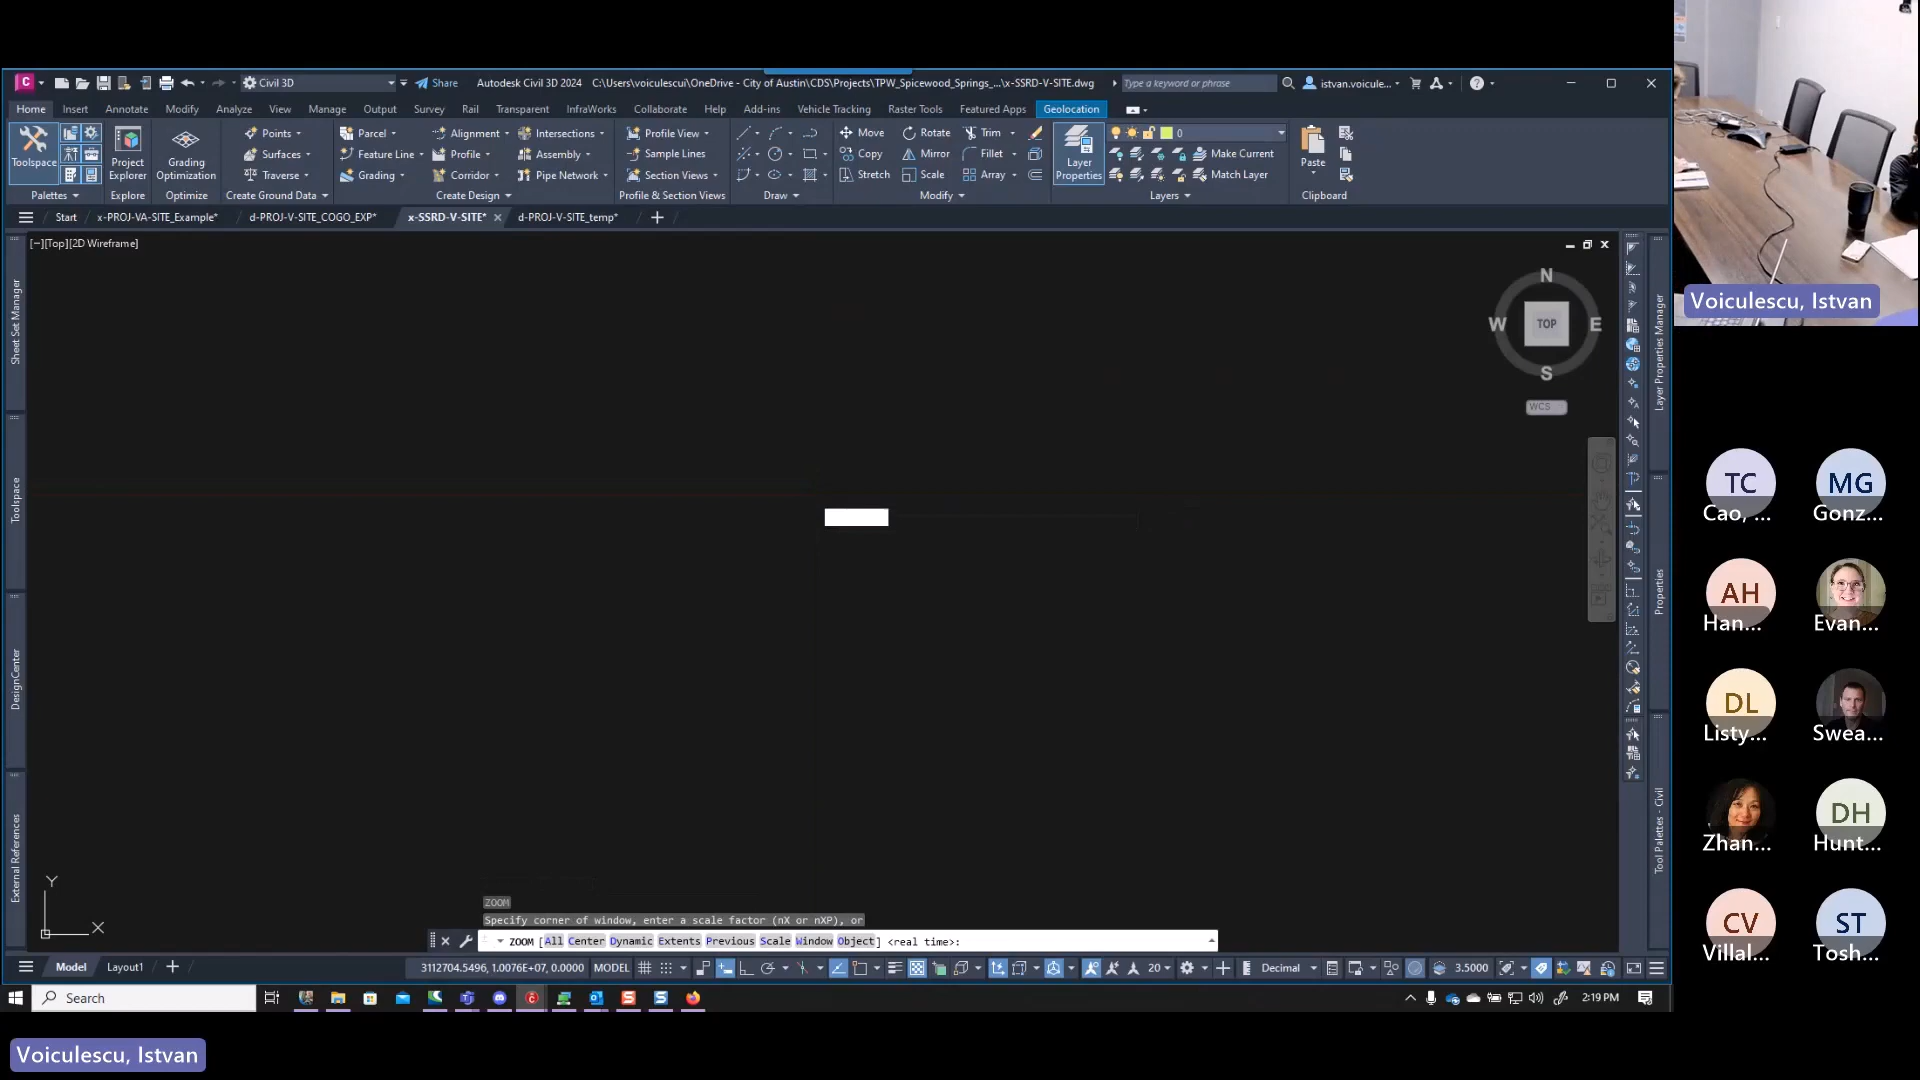 Civil 3D
Share
Autodesk Civil 3D 2024 C:\Users\voiculescui\OneDrive - City of Austin\CDS\Projects\TPW_Spicewood_Springs_...\x-SSRD-V-SITE.dwg
Type a keyword or phrase
istvan.voicule...
Home Insert Annotate Modify Analyze View Manage Output Survey Rail Transparent InfraWorks Collaborate Help Add-ins Vehicle Tracking Raster Tools Featured Apps Geolocation
Toolspace
Project Explorer
Grading Optimization
Points Parcel Alignment Intersections Profile View Move Rotate Trim 0
Surfaces Feature Line Profile Assembly Sample Lines Copy Mirror Fillet Make Current
Traverse Grading Corridor Pipe Network Section Views Stretch Scale Array Match Layer
Layer Properties
Paste
Palettes Explore Optimize Create Ground Data Create Design Profile & Section Views Draw Modify Layers Clipboard
Start x-PROJ-VA-SITE_Example* d-PROJ-V-SITE_COGO_EXP* x-SSRD-V-SITE* d-PROJ-V-SITE_temp*
[−][Top][2D Wireframe]
N
W TOP E
S
WCS
Sheet Set Manager
Toolspace
DesignCenter
External References
Layer Properties Manager
Properties
Tool Palettes - Civil
Y
X
ZOOM
Specify corner of window, enter a scale factor (nX or nXP), or
ZOOM [All Center Dynamic Extents Previous Scale Window Object] <real time>:
Model Layout1
3112704.5496, 1.0076E+07, 0.0000 MODEL
20
Decimal
3.5000
Search
2:19 PM
Voiculescu, Istvan
Voiculescu, Istvan
TC
Cao, ...
MG
Gonz...
AH
Han...
Evan...
DL
Listy...
Swea...
Zhan...
DH
Hunt...
CV
Villal...
ST
Tosh...